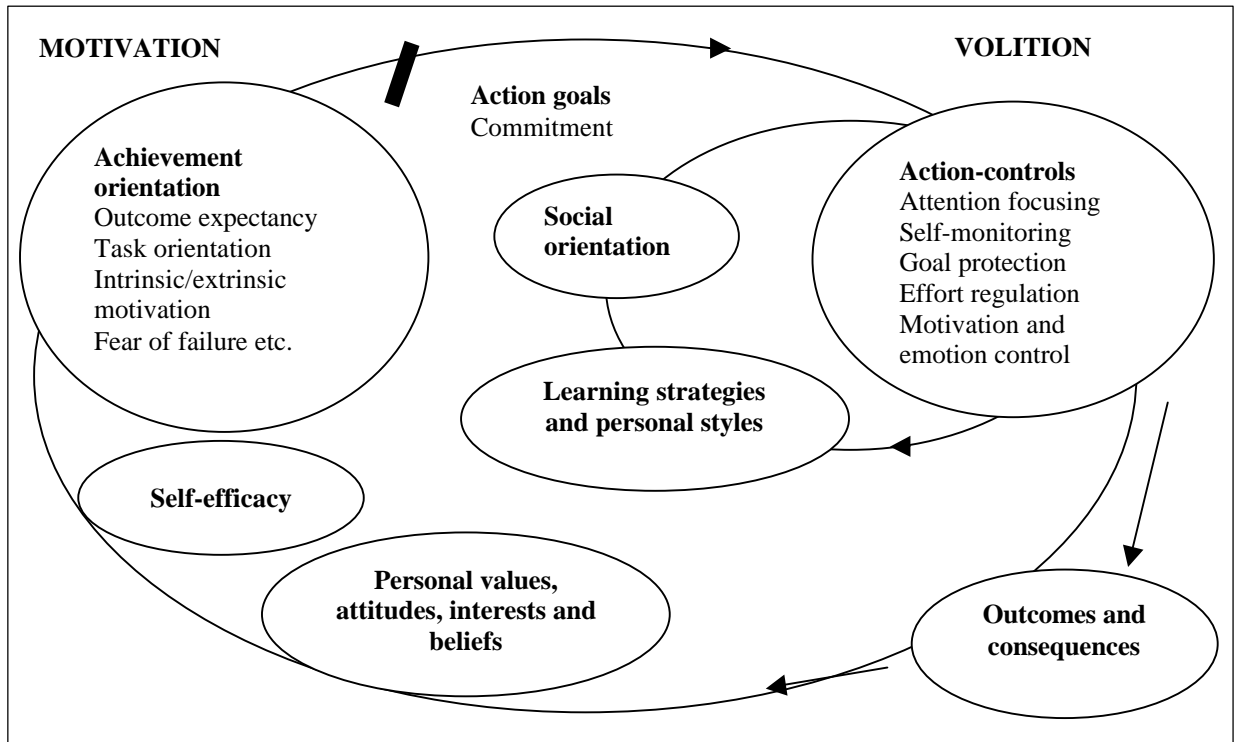 MOTIVATION
VOLITION
Action goals
Commitment
Achievement
orientation
Outcome expectancy
Task orientation
Intrinsic/extrinsic
motivation
Fear of failure etc.
Social
orientation
Action-controls
Attention focusing
Self-monitoring
Goal protection
Effort regulation
Motivation and
emotion control
Learning strategies
and personal styles
Self-efficacy
Personal values,
attitudes, interests and
beliefs
Outcomes and
consequences